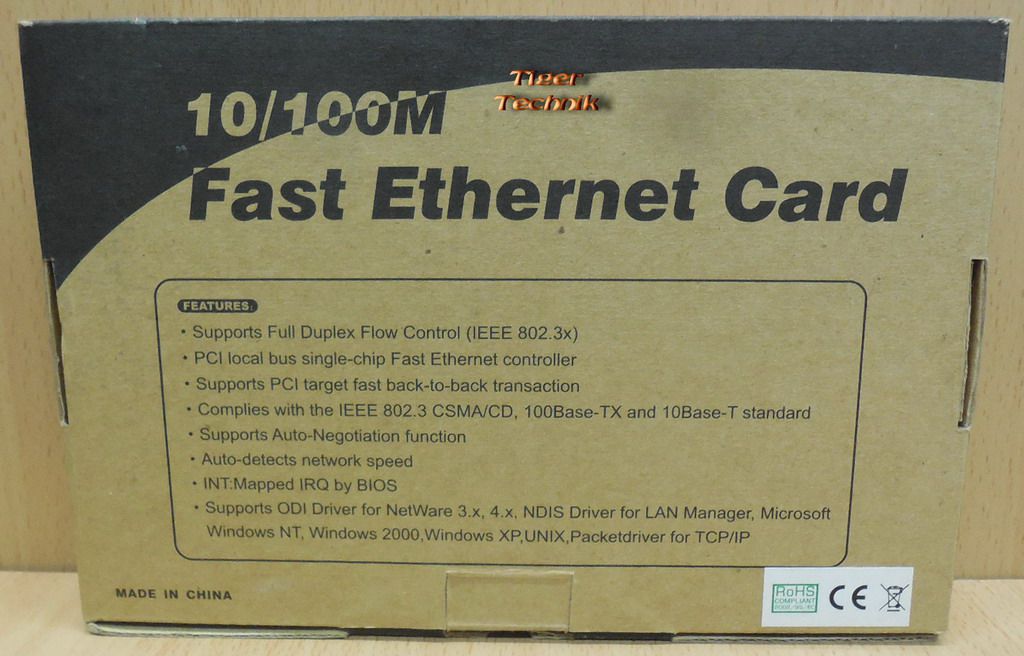 Tiger
Technik
10/100M
Fast Ethernet Card
FEATURES:
• Supports Full Duplex Flow Control (IEEE 802.3x)
• PCI local bus single-chip Fast Ethernet controller
• Supports PCI target fast back-to-back transaction
• Complies with the IEEE 802.3 CSMA/CD, 100Base-TX and 10Base-T standard
• Supports Auto-Negotiation function
• Auto-detects network speed
• INT:Mapped IRQ by BIOS
• Supports ODI Driver for NetWare 3.x, 4.x, NDIS Driver for LAN Manager, Microsoft
Windows NT, Windows 2000,Windows XP,UNIX,Packetdriver for TCP/IP
MADE IN CHINA
RoHS
COMPLIANT
CE